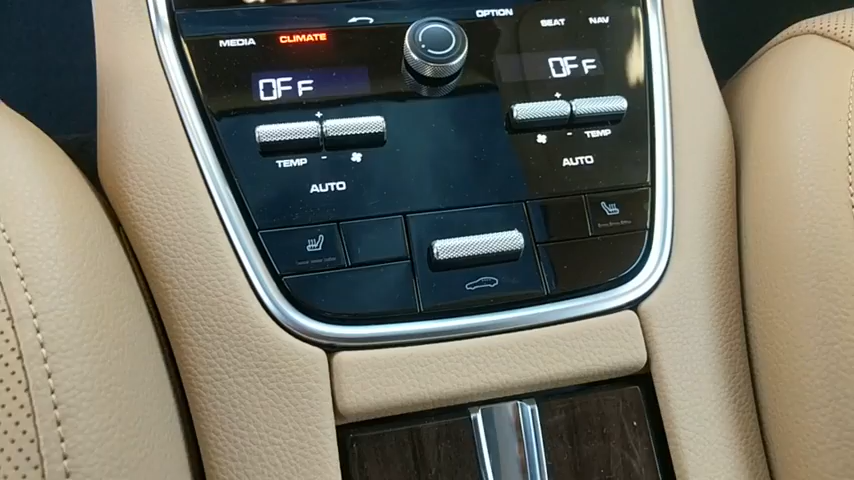 OPTION
SEAT NAV
MEDIA CLIMATE
OFF OFF
+ +
TEMP - - TEMP
AUTO AUTO